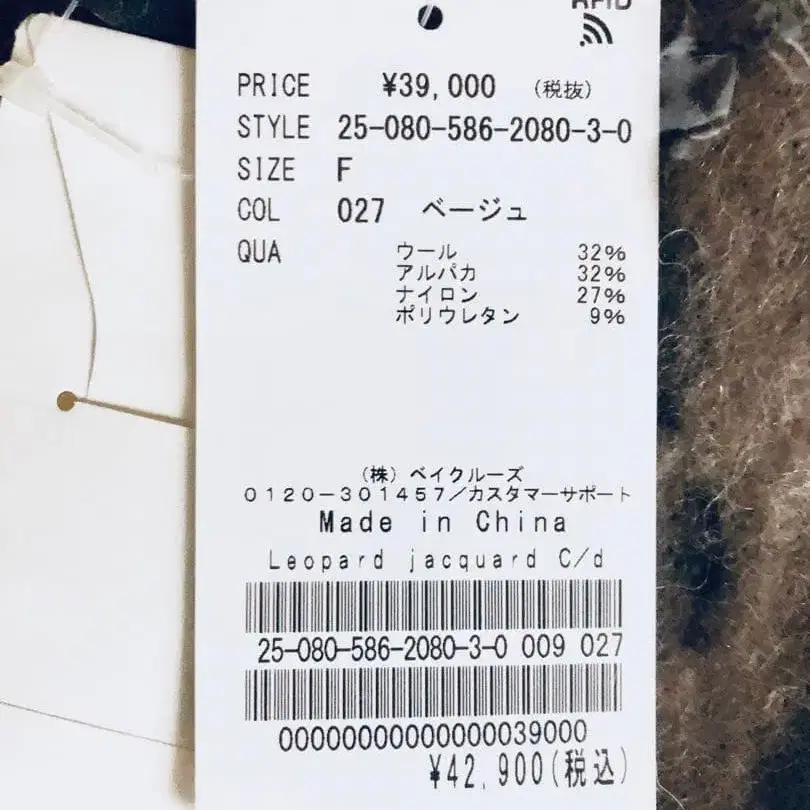 RFID
PRICE ¥39,000 (税抜)
STYLE 25-080-586-2080-3-0
SIZE F
COL 027 ベージュ
QUA ウール 32%
アルパカ 32%
ナイロン 27%
ポリウレタン 9%
(株) ベイクルーズ
0120-301457/カスタマーサポート
Made in China
Leopard jacquard C/d
25-080-586-2080-3-0 009 027
00000000000000039000
¥42,900(税込)